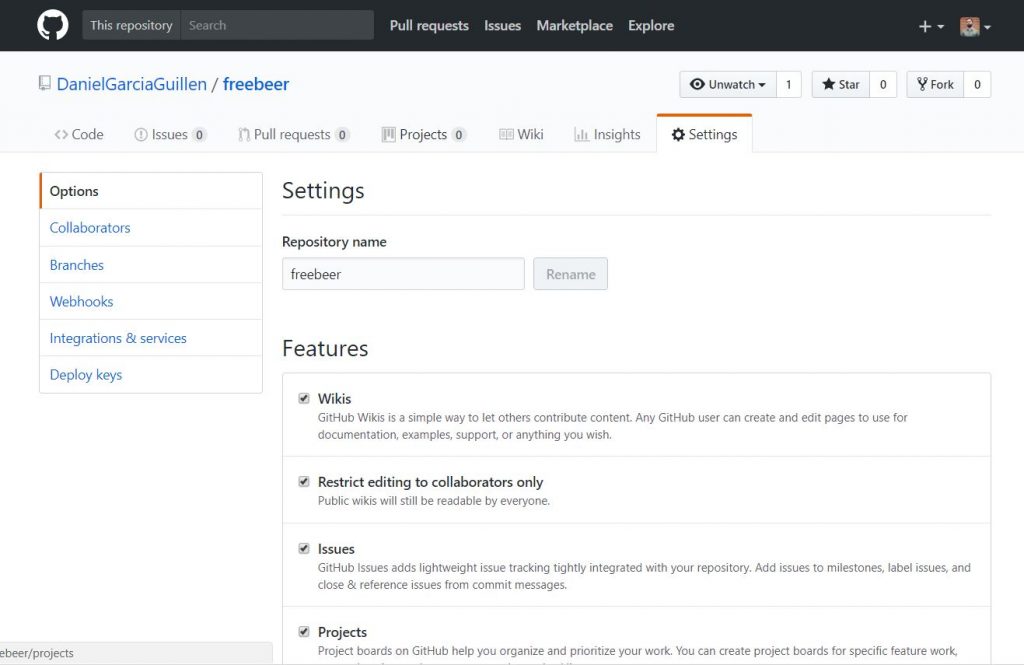 This repository Search Pull requests Issues Marketplace Explore
DanielGarciaGuillen / freebeer Unwatch 1 Star 0 Fork 0
Code Issues 0 Pull requests 0 Projects 0 Wiki Insights Settings
Options
Collaborators
Branches
Webhooks
Integrations & services
Deploy keys
Settings
Repository name
freebeer Rename
Features
Wikis
GitHub Wikis is a simple way to let others contribute content. Any GitHub user can create and edit pages to use for
documentation, examples, support, or anything you wish.
Restrict editing to collaborators only
Public wikis will still be readable by everyone.
Issues
GitHub Issues adds lightweight issue tracking tightly integrated with your repository. Add issues to milestones, label issues, and
close & reference issues from commit messages.
Projects
Project boards on GitHub help you organize and prioritize your work. You can create project boards for specific feature work,
ebeer/projects